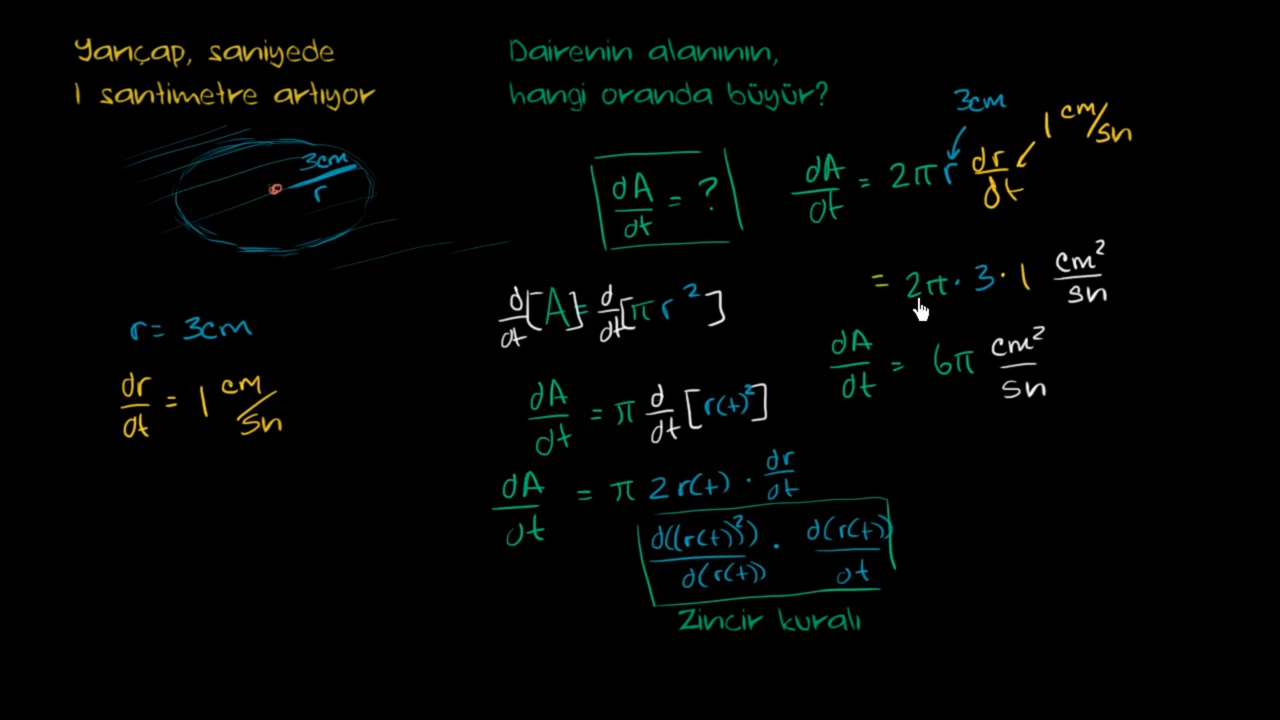 Yarıçap, saniyede
1 santimetre artıyor
3cm
r
r = 3cm
dr/dt = 1 cm/sn
Dairenin alanının,
hangi oranda büyür?
dA/dt = ?
d/dt[A] = d/dt[πr²]
dA/dt = π d/dt[r(t)²]
dA/dt = π 2r(t) · dr/dt
d((r(t)²))/d(r(t)) · d(r(t))/dt
Zincir kuralı
3cm
1 cm/sn
dA/dt = 2πr dr/dt
= 2π · 3 · 1 cm²/sn
dA/dt = 6π cm²/sn